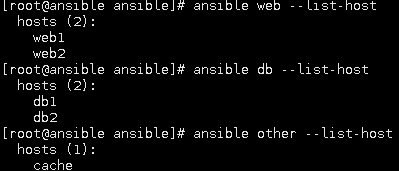 [root@ansible ansible]# ansible web --list-host
  hosts (2):
    web1
    web2
[root@ansible ansible]# ansible db --list-host
  hosts (2):
    db1
    db2
[root@ansible ansible]# ansible other --list-host
  hosts (1):
    cache